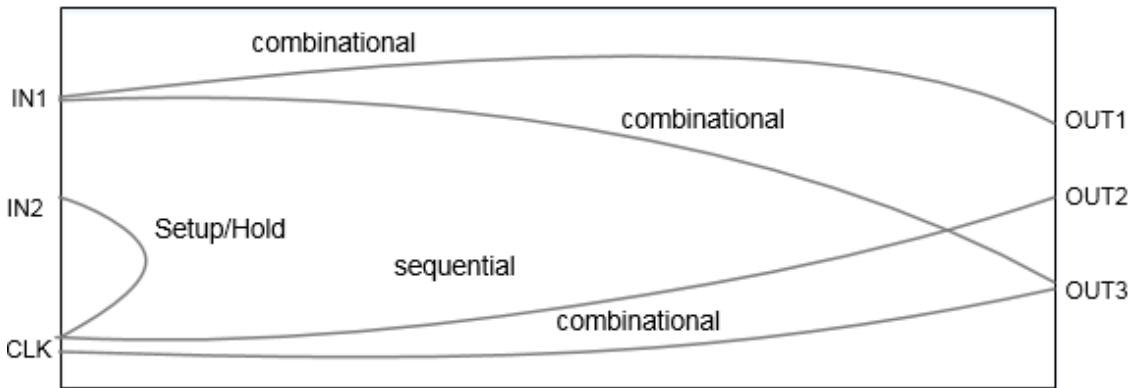 combinational
IN1
combinational
OUT1
IN2
OUT2
Setup/Hold
sequential
OUT3
combinational
CLK